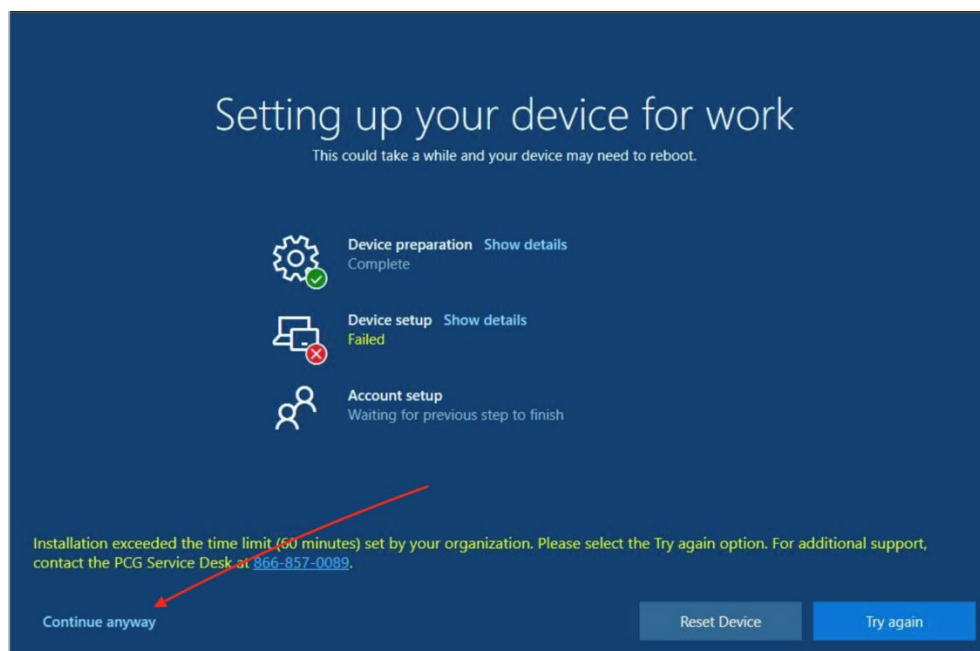 Setting up your device for work
This could take a while and your device may need to reboot.
Device preparation Show details
Complete
Device setup Show details
Failed
Account setup
Waiting for previous step to finish
Installation exceeded the time limit (60 minutes) set by your organization. Please select the Try again option. For additional support,
contact the PCG Service Desk at 866-857-0089.
Continue anyway Reset Device Try again